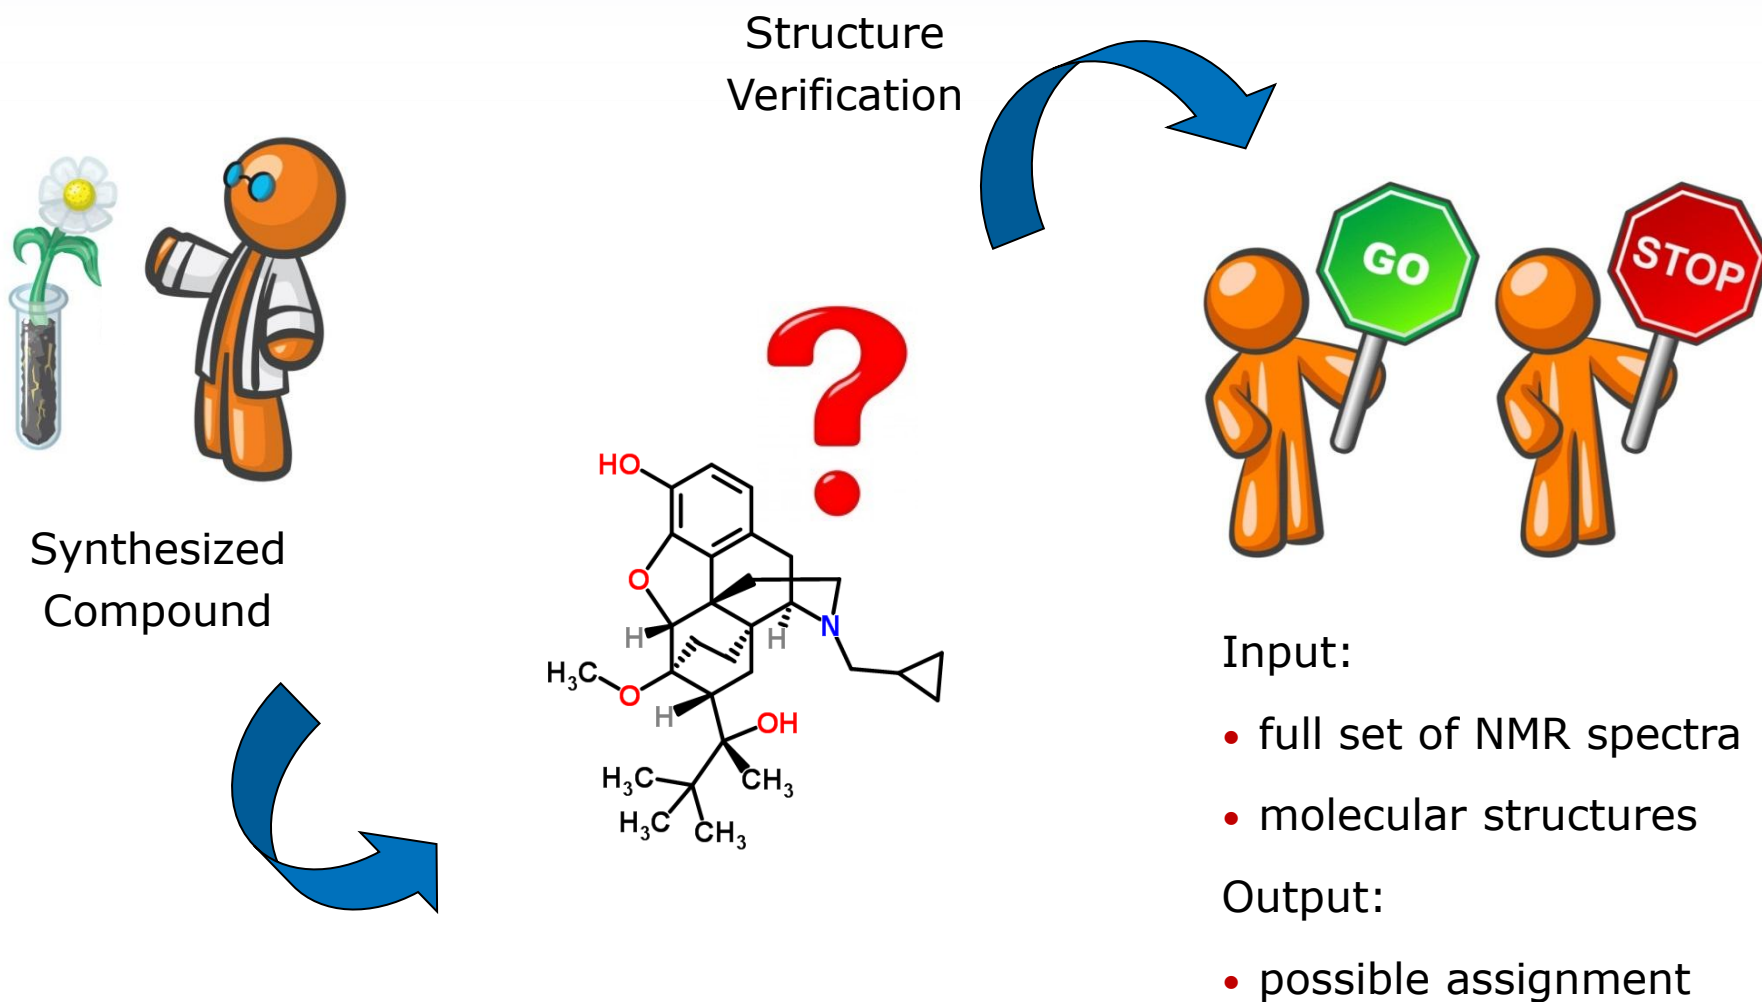 Structure
Verification
GO
STOP
Synthesized
Compound
HO
O
H
H
N
H₃C
O
H
OH
H₃C
CH₃
H₃C
CH₃
Input:
• full set of NMR spectra
• molecular structures
Output:
• possible assignment